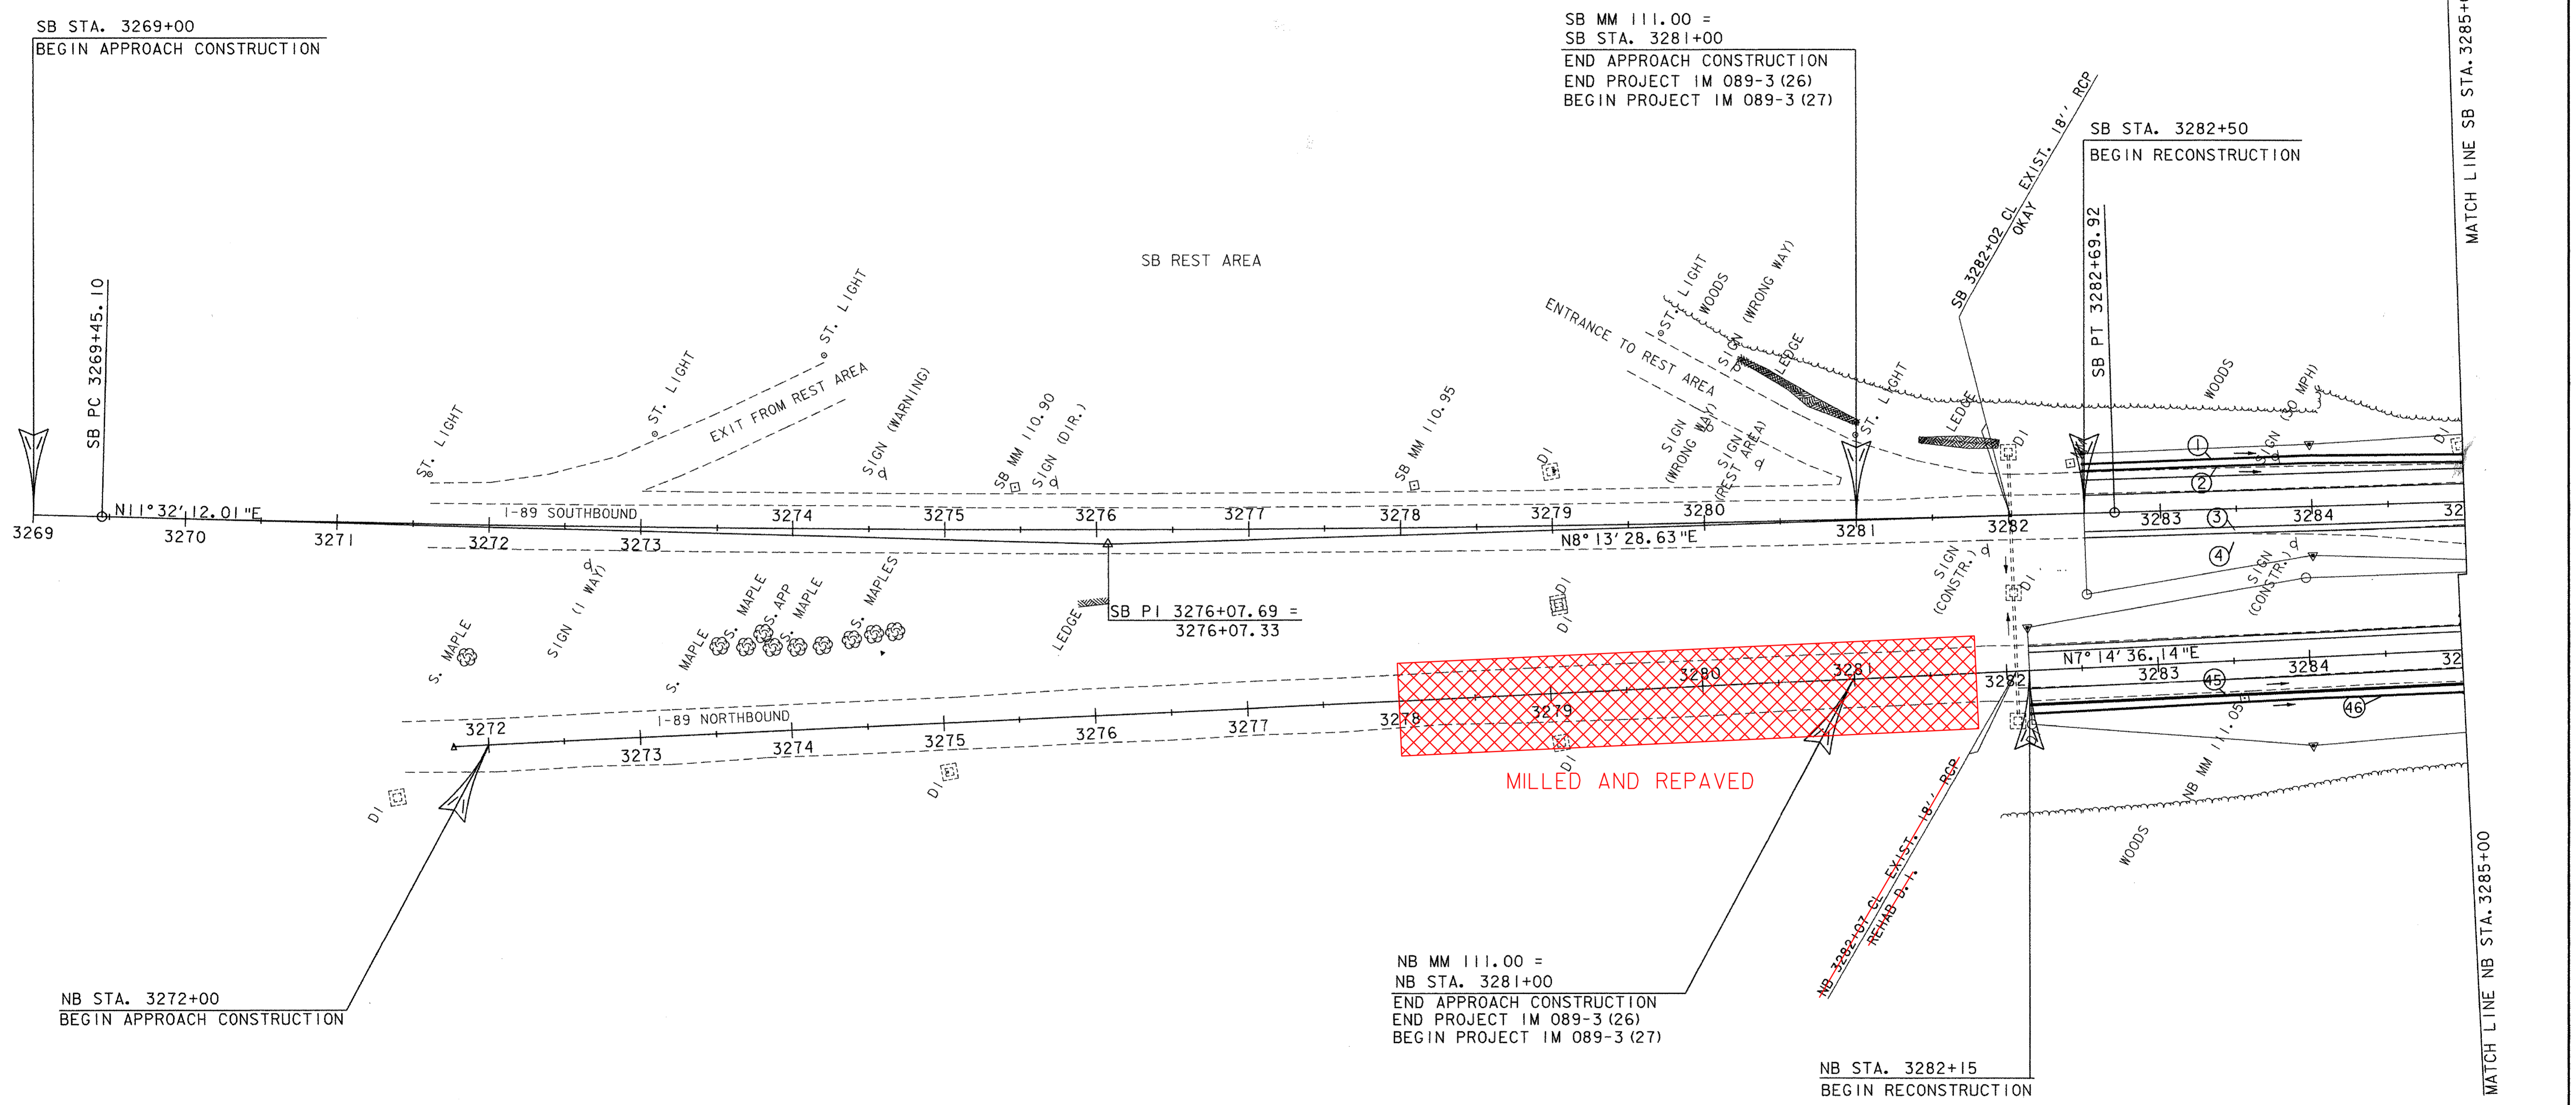 SB STA. 3269+00
BEGIN APPROACH CONSTRUCTION
SB MM 111.00 =
SB STA. 3281+00
END APPROACH CONSTRUCTION
END PROJECT IM 089-3 (26)
BEGIN PROJECT IM 089-3 (27)
SB 3282+02 CL EXIST. 18'' RCP
OKAY
SB STA. 3282+50
BEGIN RECONSTRUCTION
SB PT 3282+69.92
MATCH LINE SB STA. 3285+
SB PC 3269+45.10
SB REST AREA
ST. LIGHT
ST. LIGHT
ST. LIGHT
EXIT FROM REST AREA
SIGN (WARNING)
SB MM 110.90
SIGN (DIR.)
SB MM 110.95
DI
ENTRANCE TO REST AREA
ST. LIGHT
WOODS
SIGN (WRONG WAY)
LEDGE
SIGN
(WRONG WAY)
SIGN
(REST AREA)
ST. LIGHT
LEDGE
DI
WOODS
SIGN (50 MPH)
DI
1
2
3
4
N11°32'12.01"E
I-89 SOUTHBOUND
3269
3270
3271
3272
3273
3274
3275
3276
3277
3278
3279
3280
3281
3282
3283
3284
32
N8°13'28.63"E
SIGN (1 WAY)
S. MAPLE
S. MAPLE
S. MAPLE
S. APP
S. MAPLE
S. MAPLES
LEDGE
SB PI 3276+07.69 =
3276+07.33
DI
DI
SIGN
(CONSTR.)
DI
SIGN
(CONSTR.)
N7°14'36.14"E
I-89 NORTHBOUND
3272
3273
3274
3275
3276
3277
3278
3279
3280
3281
3282
3283
3284
32
45
46
DI
DI
DI
MILLED AND REPAVED
NB MM 111.05
WOODS
NB 3282+07 CL EXIST. 18'' RCP
REHAB D.I.
NB STA. 3272+00
BEGIN APPROACH CONSTRUCTION
NB MM 111.00 =
NB STA. 3281+00
END APPROACH CONSTRUCTION
END PROJECT IM 089-3 (26)
BEGIN PROJECT IM 089-3 (27)
NB STA. 3282+15
BEGIN RECONSTRUCTION
MATCH LINE NB STA. 3285+00